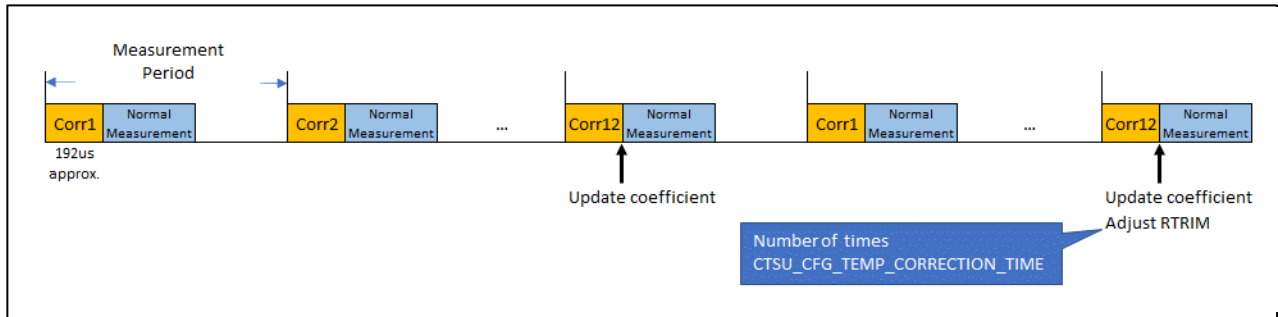 Measurement
Period
Corr1
Normal
Measurement
Corr2
Normal
Measurement
...
Corr12
Normal
Measurement
Corr1
Normal
Measurement
...
Corr12
Normal
Measurement
192us
approx.
Update coefficient
Update coefficient
Adjust RTRIM
Number of times
CTSU_CFG_TEMP_CORRECTION_TIME